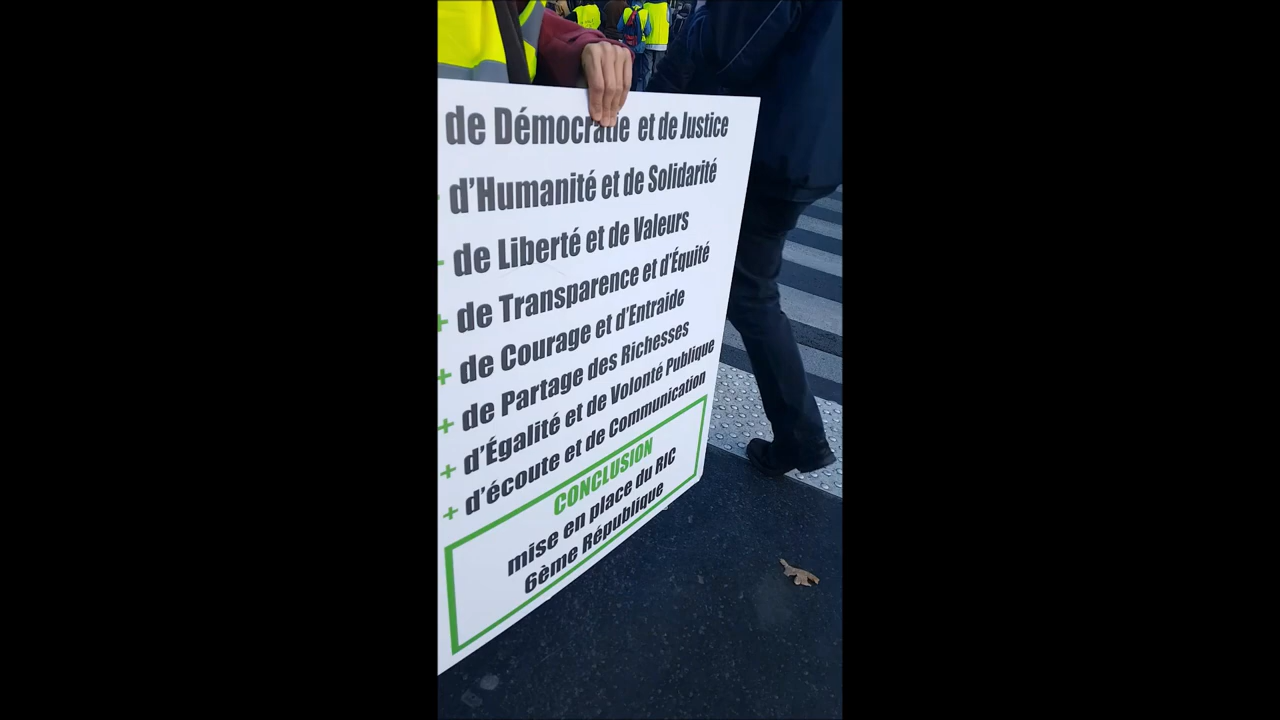 de Démocratie et de Justice
- d'Humanité et de Solidarité
+ de Liberté et de Valeurs
+ de Transparence et d'Équité
+ de Courage et d'Entraide
+ de Partage des Richesses
+ d'Égalité et de Volonté Publique
+ d'écoute et de Communication
CONCLUSION
mise en place du RIC
6ème République